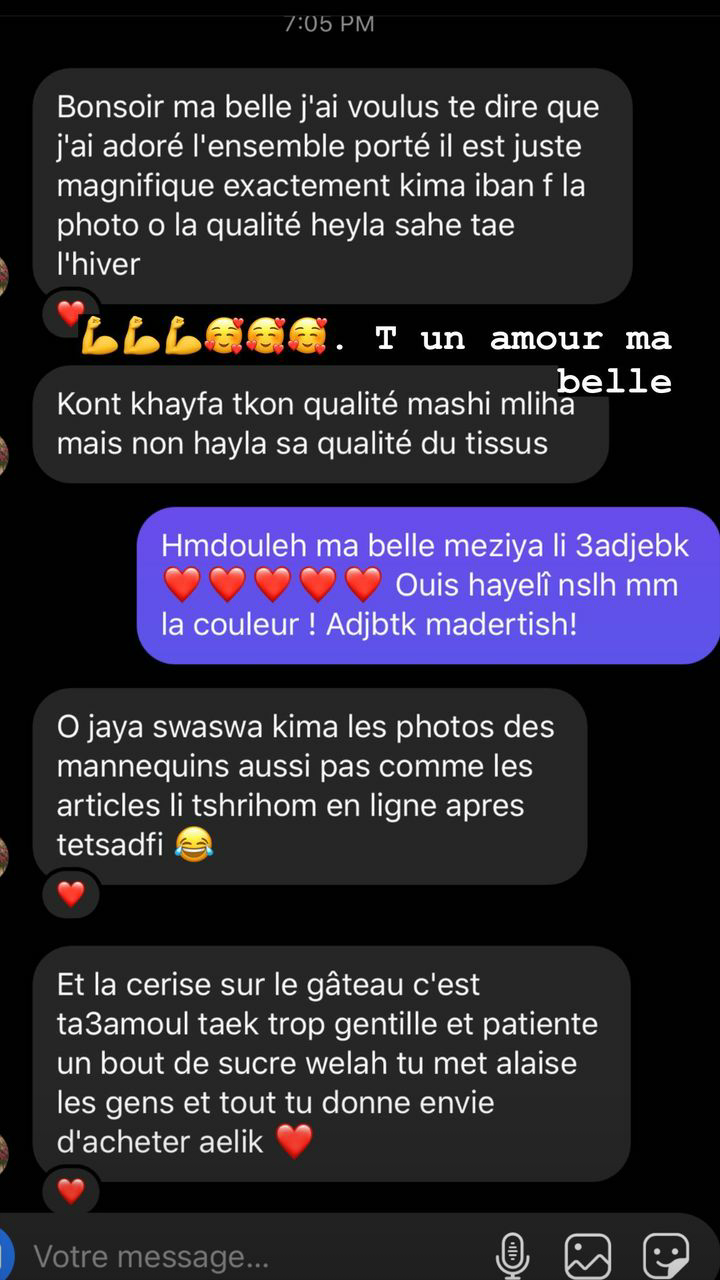 7:05 PM
Bonsoir ma belle j'ai voulus te dire que
j'ai adoré l'ensemble porté il est juste
magnifique exactement kima iban f la
photo o la qualité heyla sahe tae
l'hiver
❤️
💪💪💪🥰🥰🥰. T un amour ma
belle
Kont khayfa tkon qualité mashi mliha
mais non hayla sa qualité du tissus
Hmdouleh ma belle meziya li 3adjebk
❤️❤️❤️❤️❤️ Ouis hayelî nslh mm
la couleur ! Adjbtk madertish!
O jaya swaswa kima les photos des
mannequins aussi pas comme les
articles li tshrihom en ligne apres
tetsadfi 😂
❤️
Et la cerise sur le gâteau c'est
ta3amoul taek trop gentille et patiente
un bout de sucre welah tu met alaise
les gens et tout tu donne envie
d'acheter aelik ❤️
❤️
Votre message...